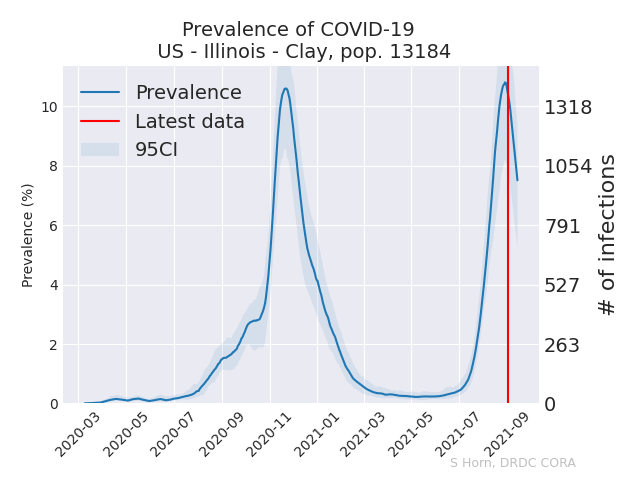 Prevalence of COVID-19
US - Illinois - Clay, pop. 13184
Prevalence
Latest data
95CI
Prevalence (%)
10
8
6
4
2
0
1318
1054
791
527
263
0
# of infections
2020-03
2020-05
2020-07
2020-09
2020-11
2021-01
2021-03
2021-05
2021-07
2021-09
S Horn, DRDC CORA